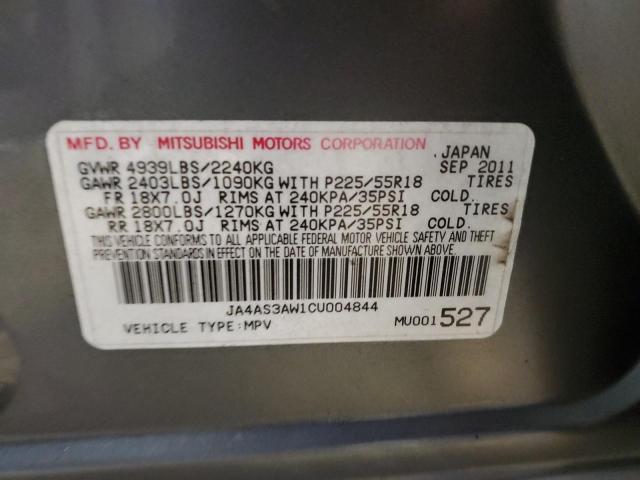 MFD. BY MITSUBISHI MOTORS CORPORATION JAPAN
GVWR 4939LBS/2240KG SEP 2011
GAWR 2403LBS/1090KG WITH P225/55R18 TIRES
FR 18X7.0J RIMS AT 240KPA/35PSI COLD.
GAWR 2800LBS/1270KG WITH P225/55R18 TIRES
RR 18X7.0J RIMS AT 240KPA/35PSI COLD.
THIS VEHICLE CONFORMS TO ALL APPLICABLE FEDERAL MOTOR VEHICLE SAFETY AND THEFT
PREVENTION STANDARDS IN EFFECT ON THE DATE OF MANUFACTURE SHOWN ABOVE.
JA4AS3AW1CU004844
VEHICLE TYPE:MPV MU001527